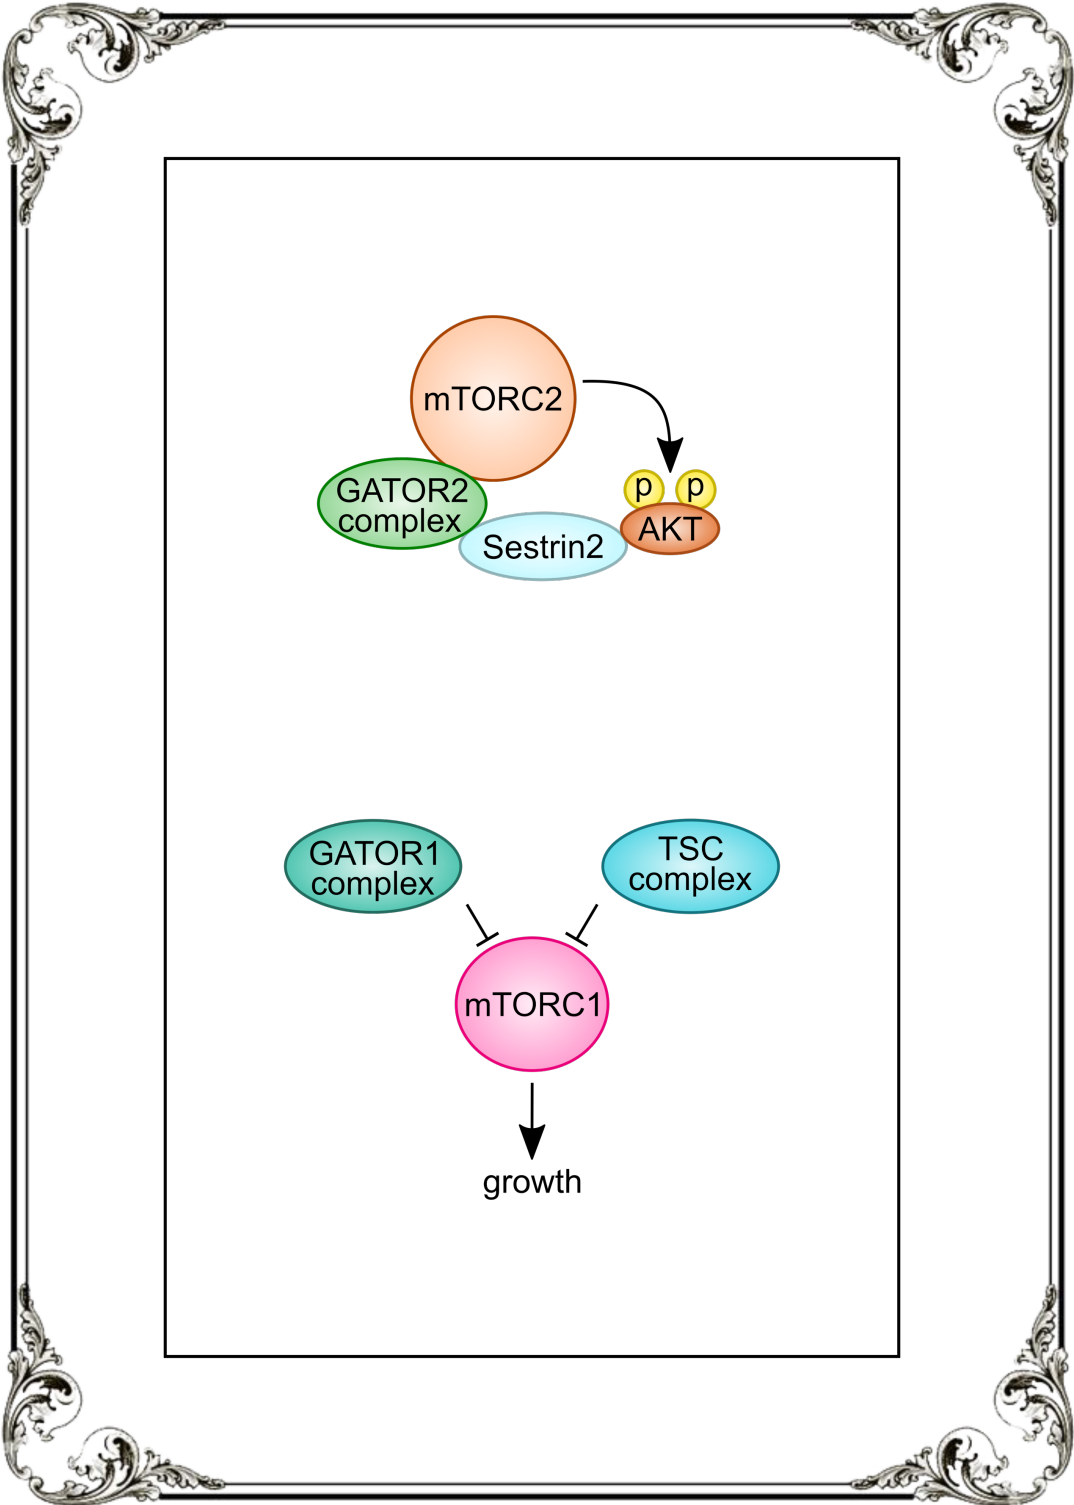 mTORC2
GATOR2
complex
p
p
AKT
Sestrin2
GATOR1
complex
TSC
complex
mTORC1
growth